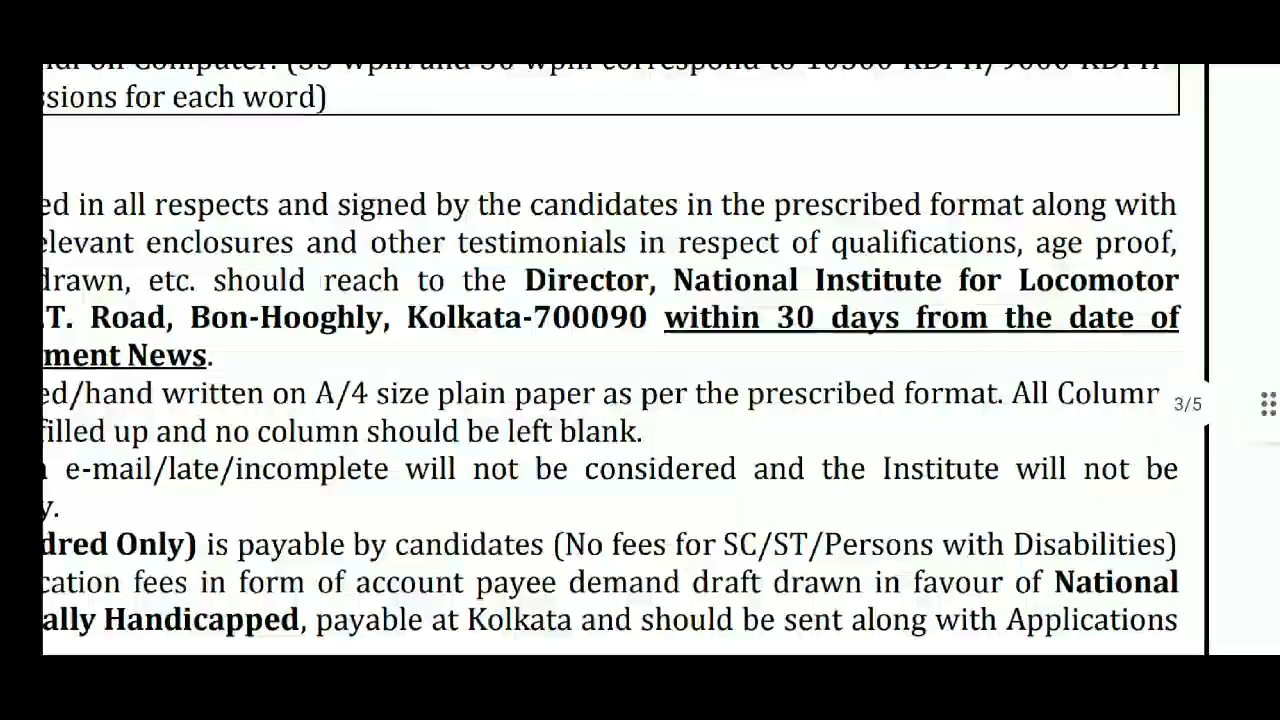 sions for each word)
ed in all respects and signed by the candidates in the prescribed format along with
elevant enclosures and other testimonials in respect of qualifications, age proof,
drawn, etc. should reach to the Director, National Institute for Locomotor
.T. Road, Bon-Hooghly, Kolkata-700090 within 30 days from the date of
ment News.
ed/hand written on A/4 size plain paper as per the prescribed format. All Column
3/5
filled up and no column should be left blank.
e-mail/late/incomplete will not be considered and the Institute will not be
y.
dred Only) is payable by candidates (No fees for SC/ST/Persons with Disabilities)
cation fees in form of account payee demand draft drawn in favour of National
ally Handicapped, payable at Kolkata and should be sent along with Applications